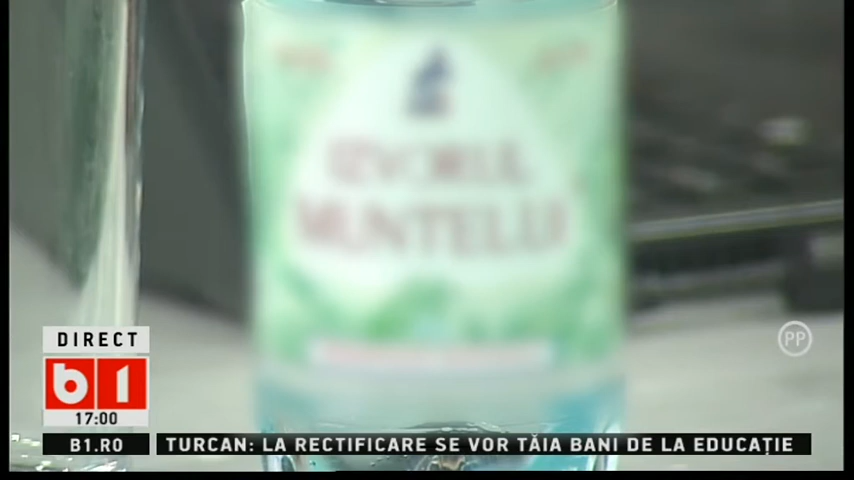 IZVORUL
MUNTELUI
DIRECT
b1
17:00
PP
B1.RO
TURCAN: LA RECTIFICARE SE VOR TĂIA BANI DE LA EDUCAȚIE